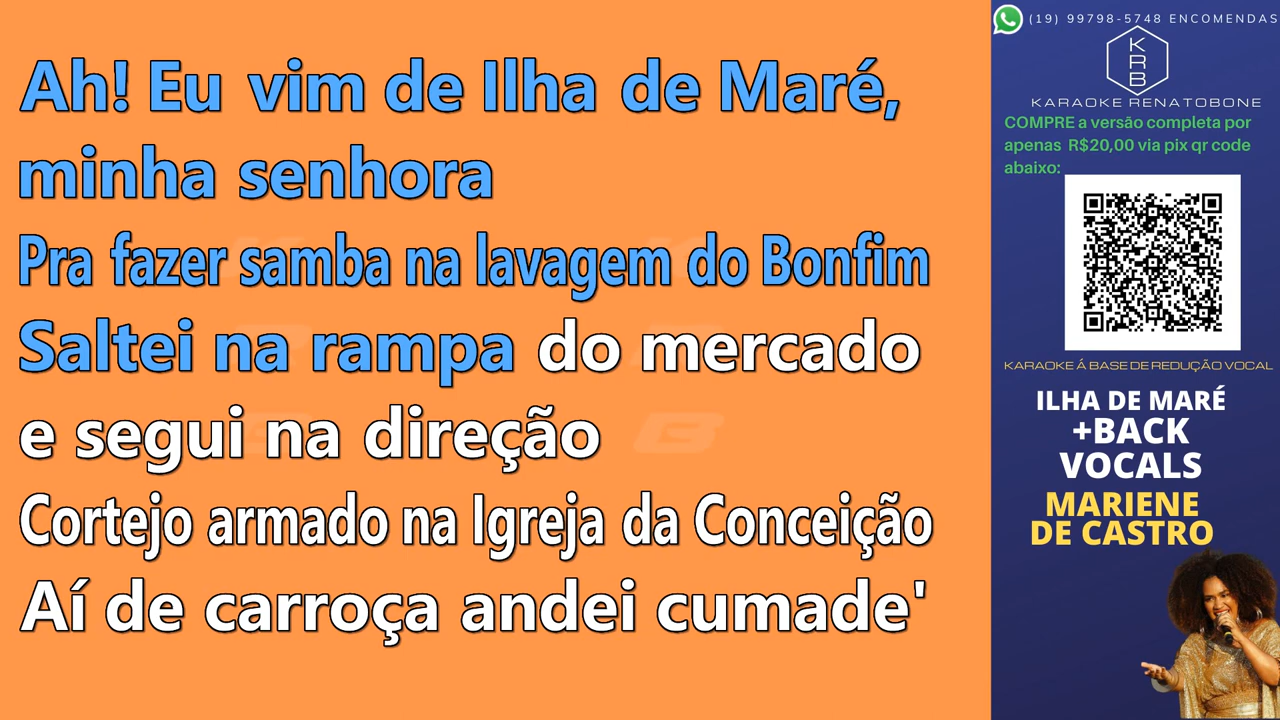 Ah! Eu vim de Ilha de Maré,
minha senhora
Pra fazer samba na lavagem do Bonfim
Saltei na rampa do mercado
e segui na direção
Cortejo armado na Igreja da Conceição
Aí de carroça andei cumade'
(19) 99798-5748 ENCOMENDAS
K
R
B
KARAOKE RENATOBONE
COMPRE a versão completa por
apenas R$20,00 via pix qr code
abaixo:
KARAOKE Á BASE DE REDUÇÃO VOCAL
ILHA DE MARÉ
+BACK
VOCALS
MARIENE
DE CASTRO